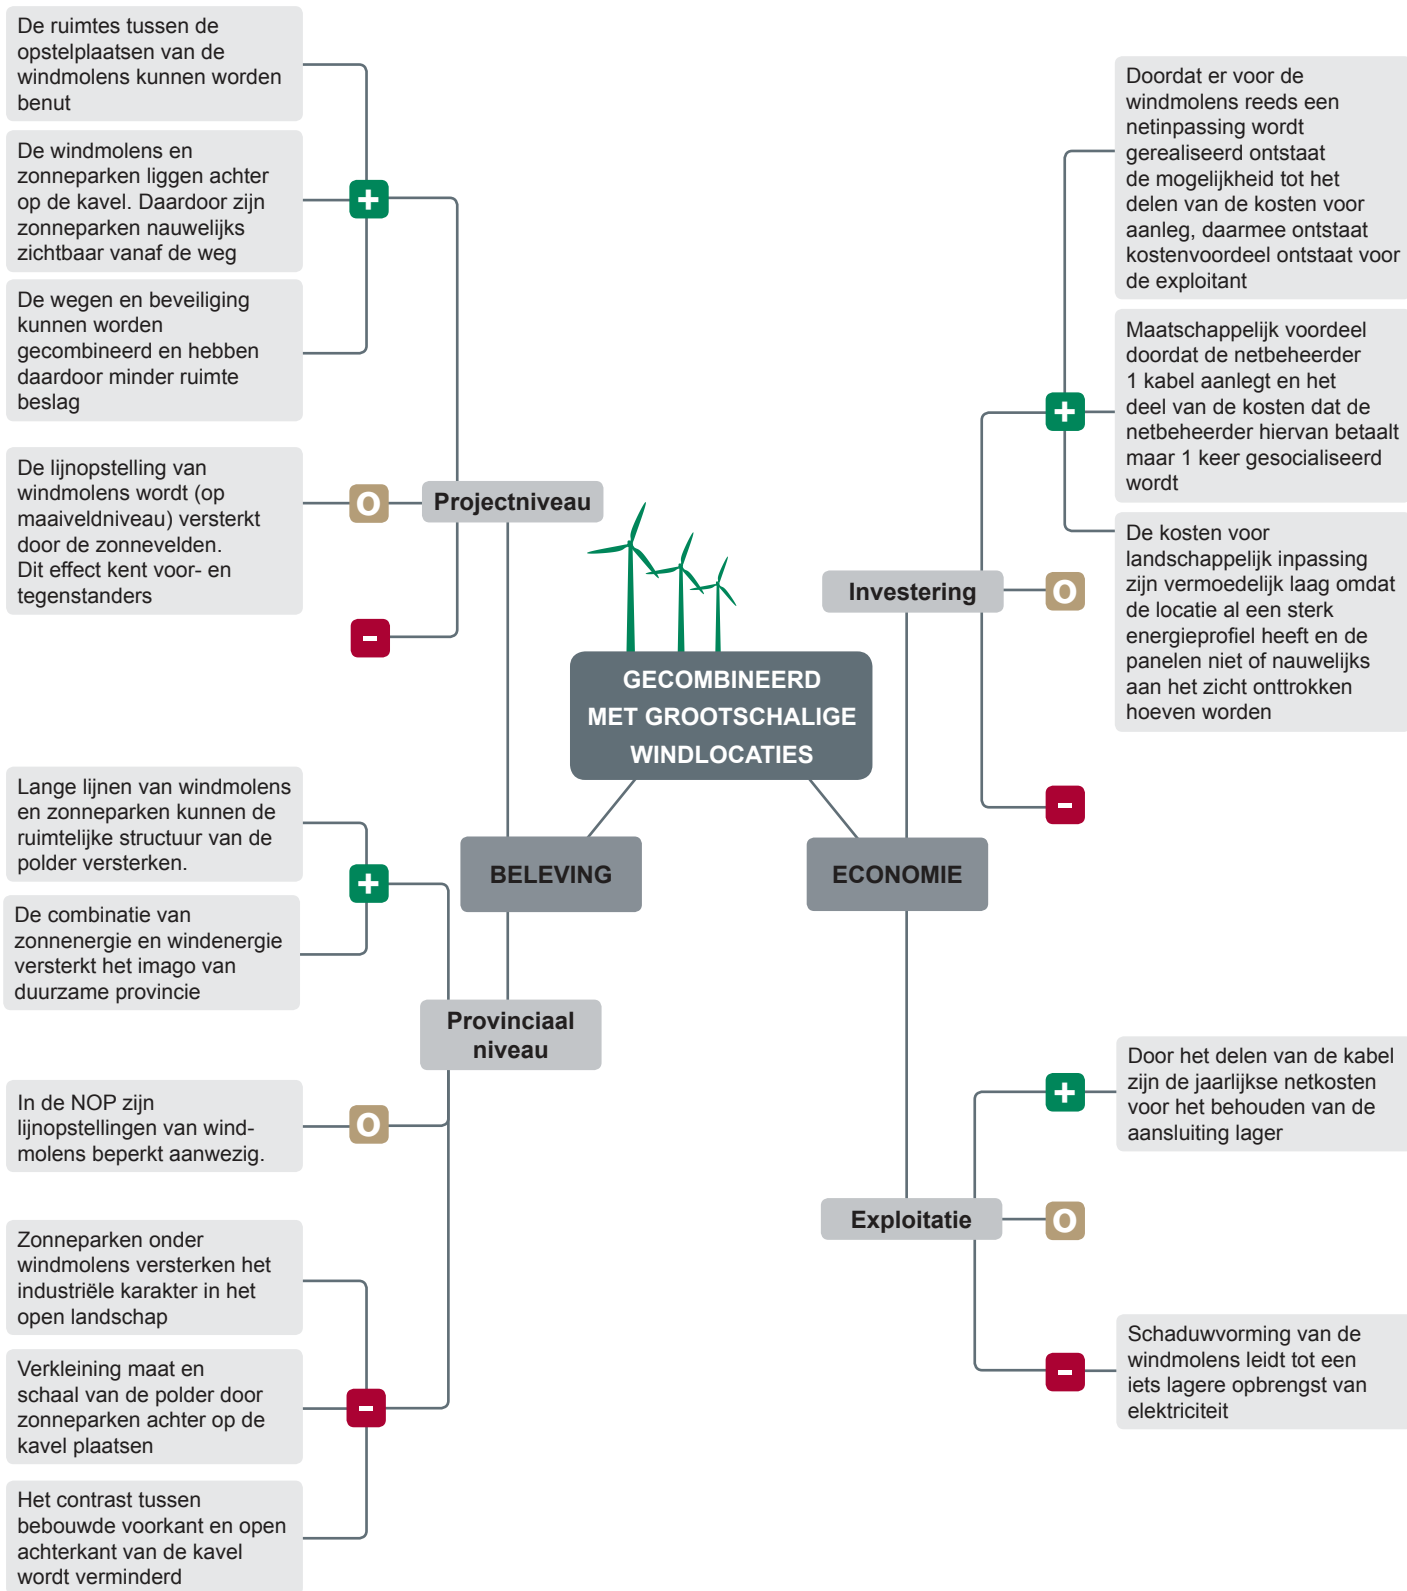 De ruimtes tussen de
opstelplaatsen van de
windmolens kunnen worden
benut
De windmolens en
zonneparken liggen achter
op de kavel. Daardoor zijn
zonneparken nauwelijks
zichtbaar vanaf de weg
+
De wegen en beveiliging
kunnen worden
gecombineerd en hebben
daardoor minder ruimte
beslag
De lijnopstelling van
windmolens wordt (op
maaiveldniveau) versterkt
door de zonnevelden.
Dit effect kent voor- en
tegenstanders
O
Projectniveau
-
Doordat er voor de
windmolens reeds een
netinpassing wordt
gerealiseerd ontstaat
de mogelijkheid tot het
delen van de kosten voor
aanleg, daarmee ontstaat
kostenvoordeel ontstaat voor
de exploitant
Maatschappelijk voordeel
doordat de netbeheerder
1 kabel aanlegt en het
deel van de kosten dat de
netbeheerder hiervan betaalt
maar 1 keer gesocialiseerd
wordt
+
De kosten voor
landschappelijk inpassing
zijn vermoedelijk laag omdat
de locatie al een sterk
energieprofiel heeft en de
panelen niet of nauwelijks
aan het zicht onttrokken
hoeven worden
Investering
O
-
GECOMBINEERD
MET GROOTSCHALIGE
WINDLOCATIES
BELEVING
ECONOMIE
Lange lijnen van windmolens
en zonneparken kunnen de
ruimtelijke structuur van de
polder versterken.
+
De combinatie van
zonnenergie en windenergie
versterkt het imago van
duurzame provincie
Provinciaal
niveau
In de NOP zijn
lijnopstellingen van wind-
molens beperkt aanwezig.
O
Zonneparken onder
windmolens versterken het
industriële karakter in het
open landschap
Verkleining maat en
schaal van de polder door
zonneparken achter op de
kavel plaatsen
-
Het contrast tussen
bebouwde voorkant en open
achterkant van de kavel
wordt verminderd
Door het delen van de kabel
zijn de jaarlijkse netkosten
voor het behouden van de
aansluiting lager
+
Exploitatie
O
Schaduwvorming van de
windmolens leidt tot een
iets lagere opbrengst van
elektriciteit
-